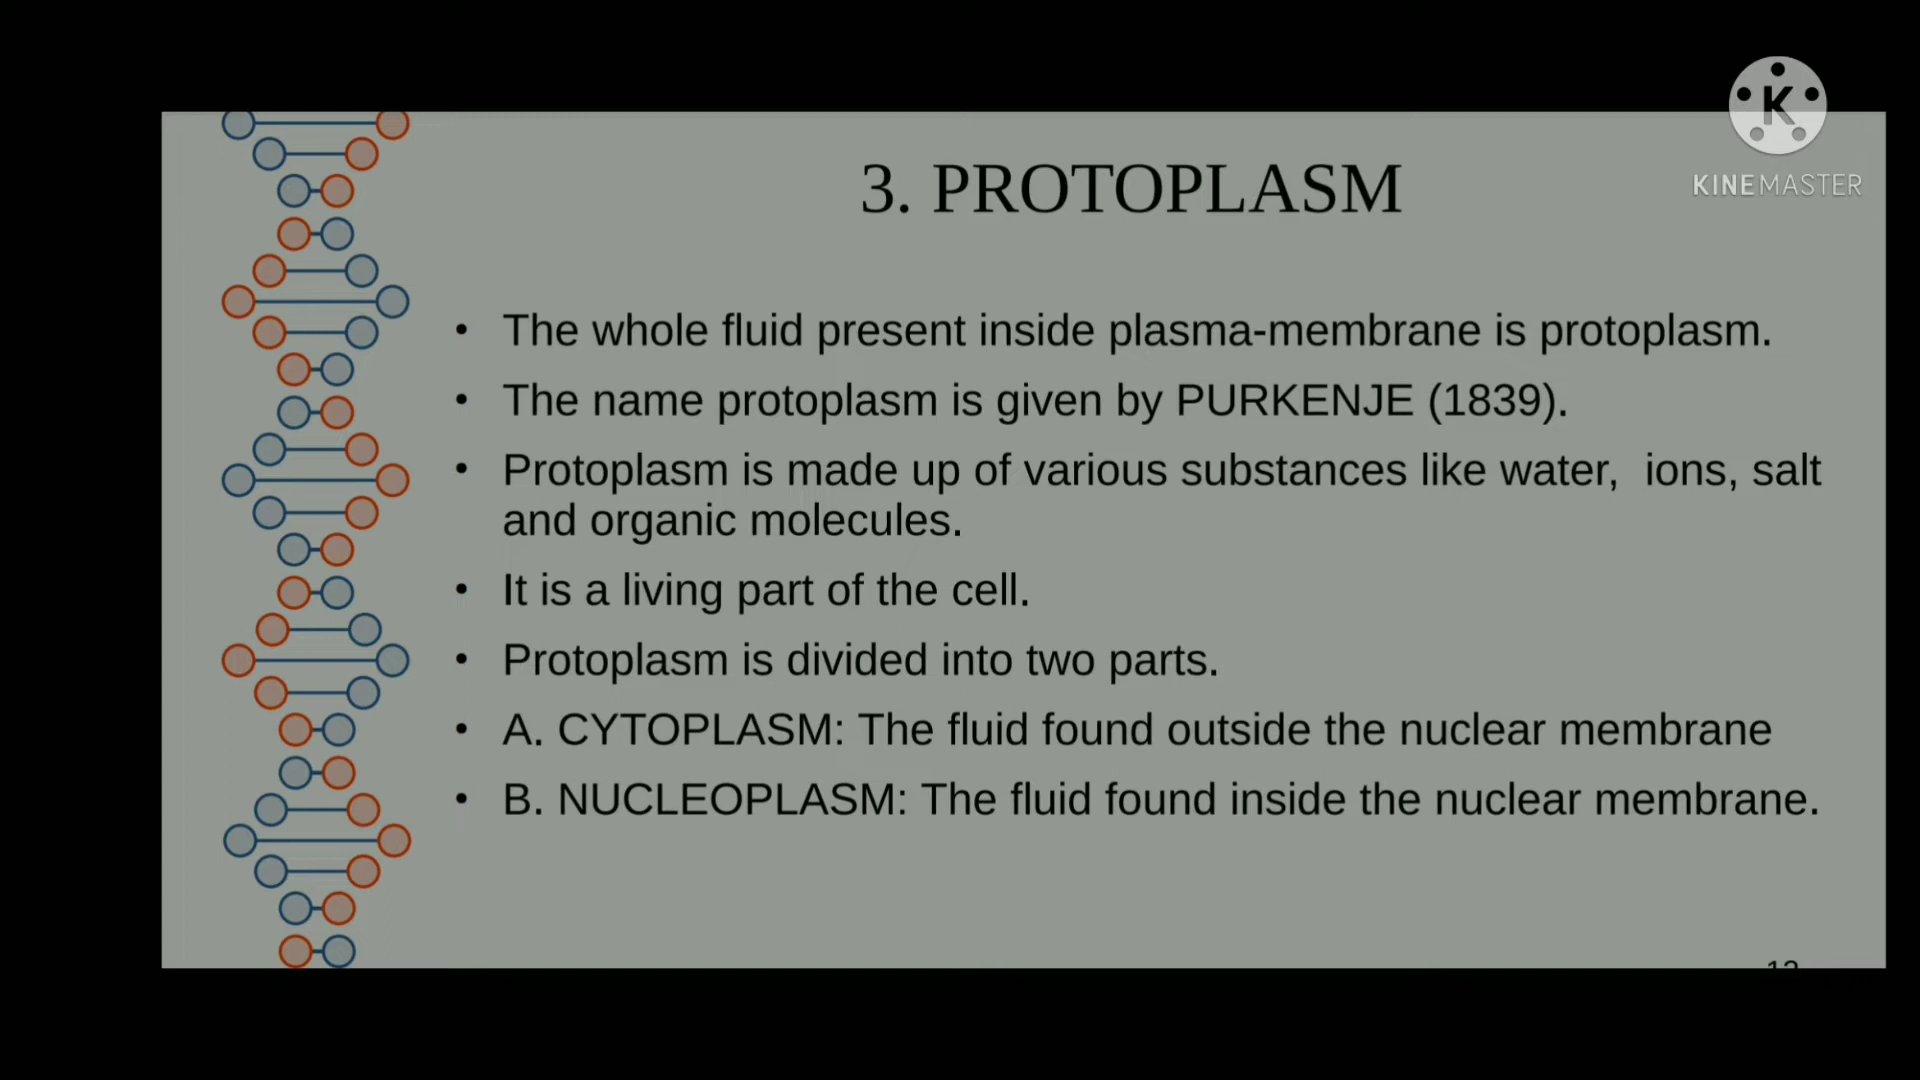 K
KINEMASTER
3. PROTOPLASM
• The whole fluid present inside plasma-membrane is protoplasm.
• The name protoplasm is given by PURKENJE (1839).
• Protoplasm is made up of various substances like water,  ions, salt
and organic molecules.
• It is a living part of the cell.
• Protoplasm is divided into two parts.
• A. CYTOPLASM: The fluid found outside the nuclear membrane
• B. NUCLEOPLASM: The fluid found inside the nuclear membrane.